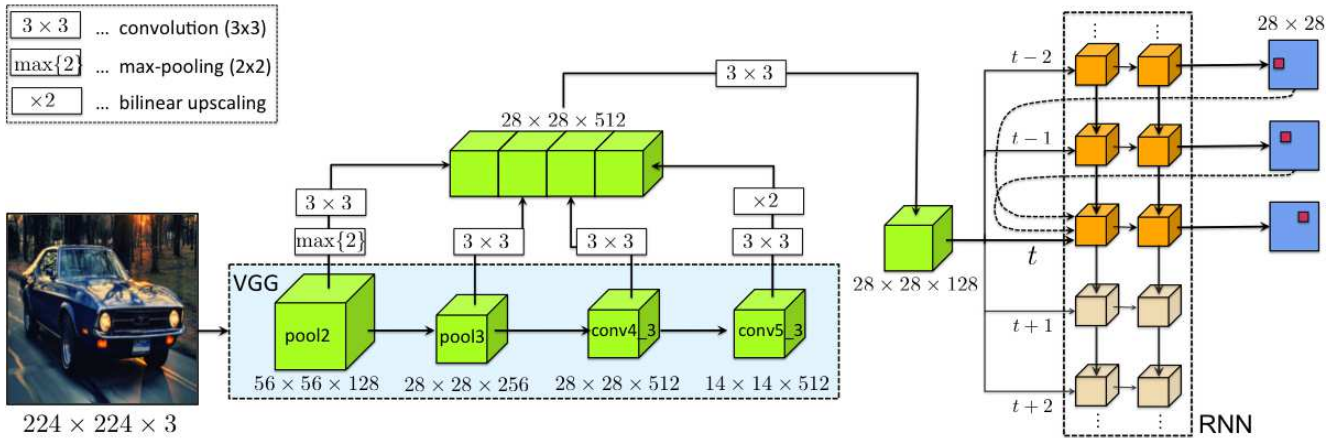 3 × 3 ... convolution (3x3)
max{2} ... max-pooling (2x2)
×2 ... bilinear upscaling
28 × 28 × 512
3 × 3
3 × 3
max{2}
3 × 3
3 × 3
×2
3 × 3
VGG
pool2
pool3
conv4_3
conv5_3
56 × 56 × 128
28 × 28 × 256
28 × 28 × 512
14 × 14 × 512
224 × 224 × 3
28 × 28 × 128
t − 2
t − 1
t
t + 1
t + 2
⋮ ⋮
⋮ ⋮
RNN
28 × 28